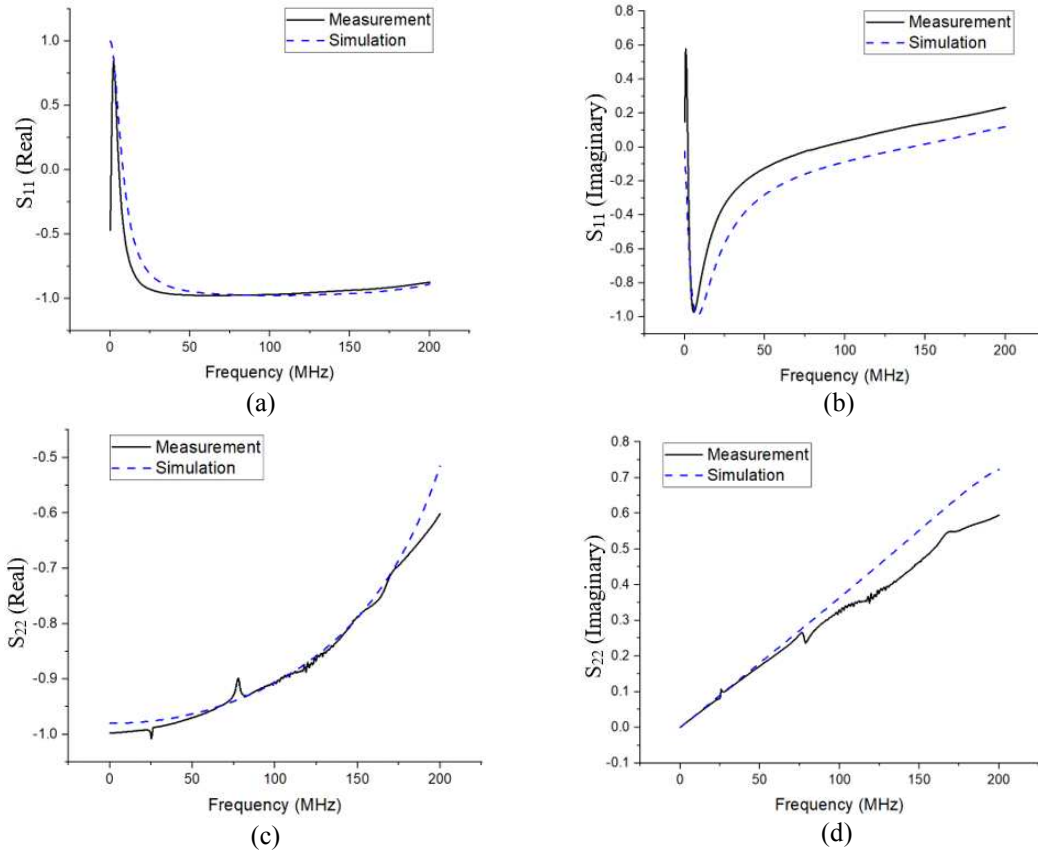 Measurement
Simulation
1.0
0.5
0.0
-0.5
-1.0
S11 (Real)
0 50 100 150 200
Frequency (MHz)
(a)
Measurement
Simulation
0.8
0.6
0.4
0.2
0.0
-0.2
-0.4
-0.6
-0.8
-1.0
S11 (Imaginary)
0 50 100 150 200
Frequency (MHz)
(b)
Measurement
Simulation
-0.5
-0.6
-0.7
-0.8
-0.9
-1.0
S22 (Real)
0 50 100 150 200
Frequency (MHz)
(c)
Measurement
Simulation
0.8
0.7
0.6
0.5
0.4
0.3
0.2
0.1
0.0
-0.1
S22 (Imaginary)
0 50 100 150 200
Frequency (MHz)
(d)